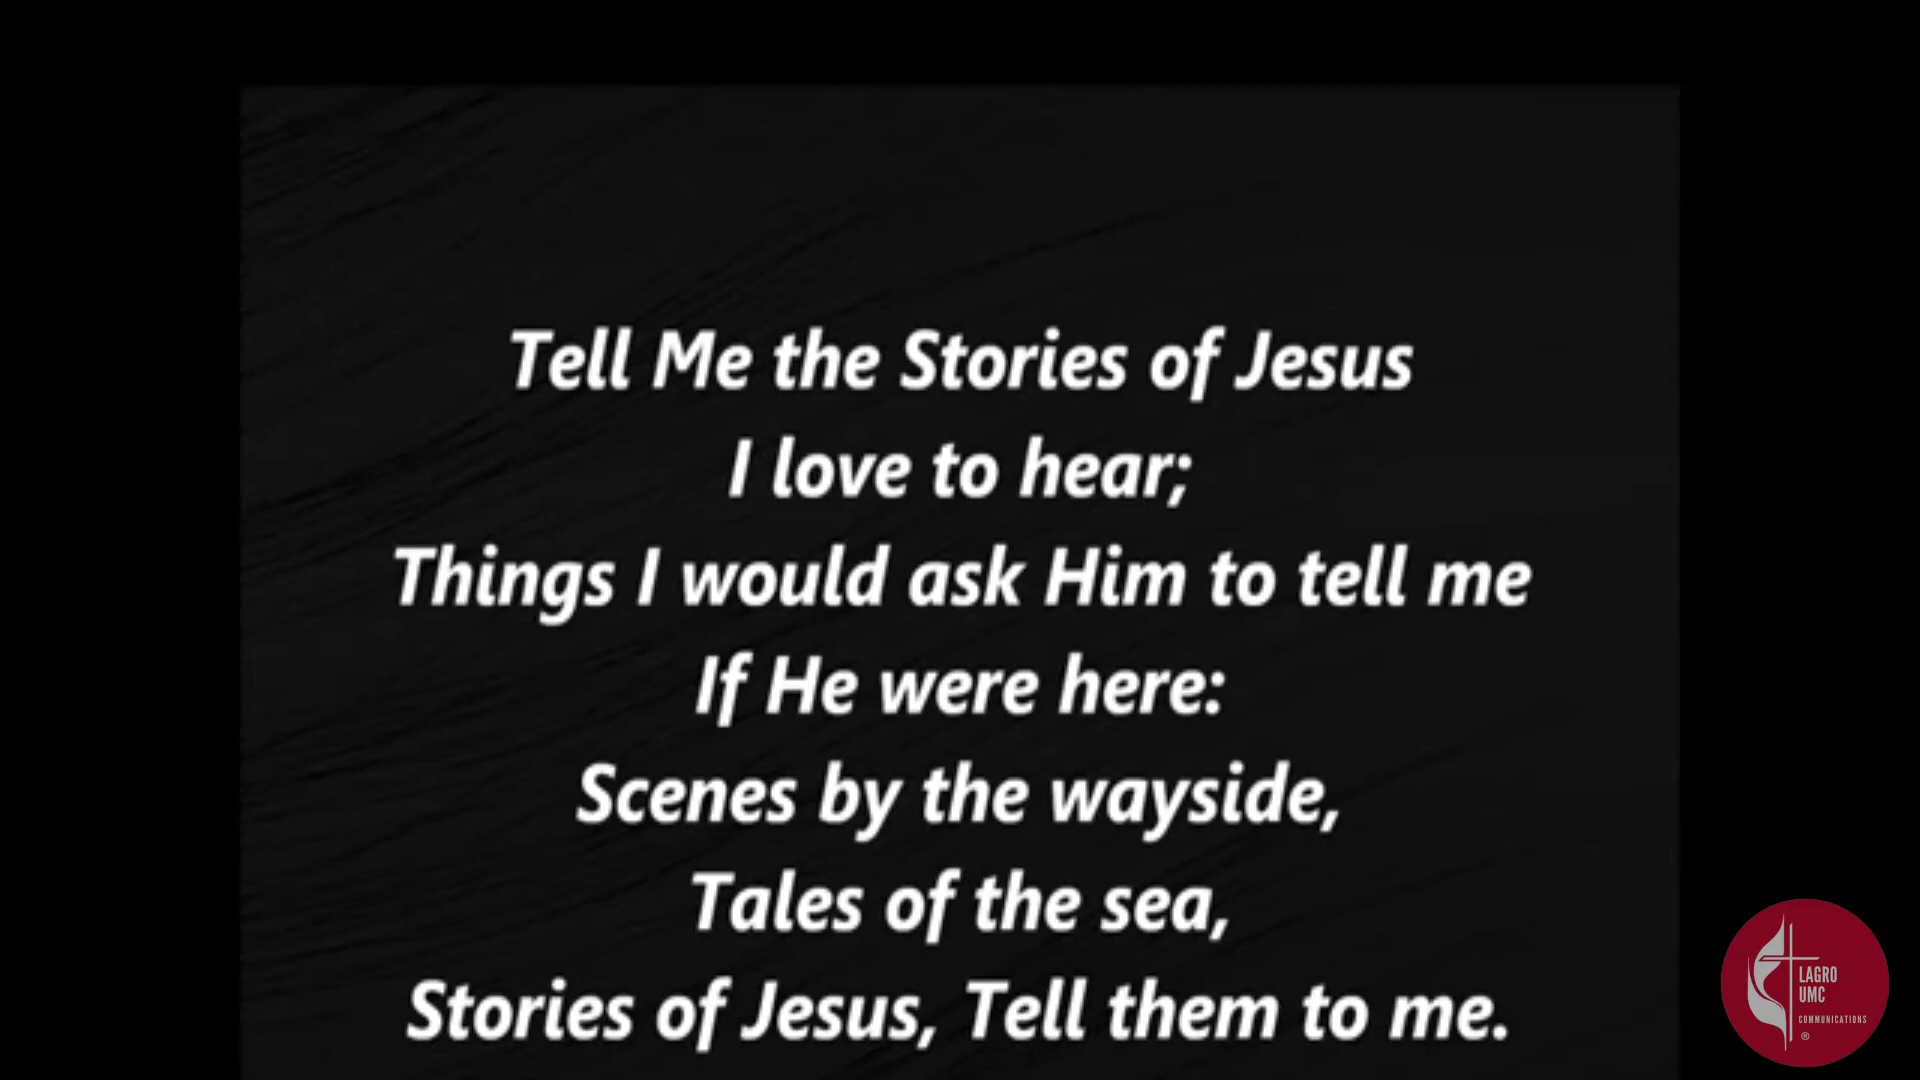 Tell Me the Stories of Jesus
I love to hear;
Things I would ask Him to tell me
If He were here:
Scenes by the wayside,
Tales of the sea,
Stories of Jesus, Tell them to me.
LAGRO
UMC
COMMUNICATIONS
®